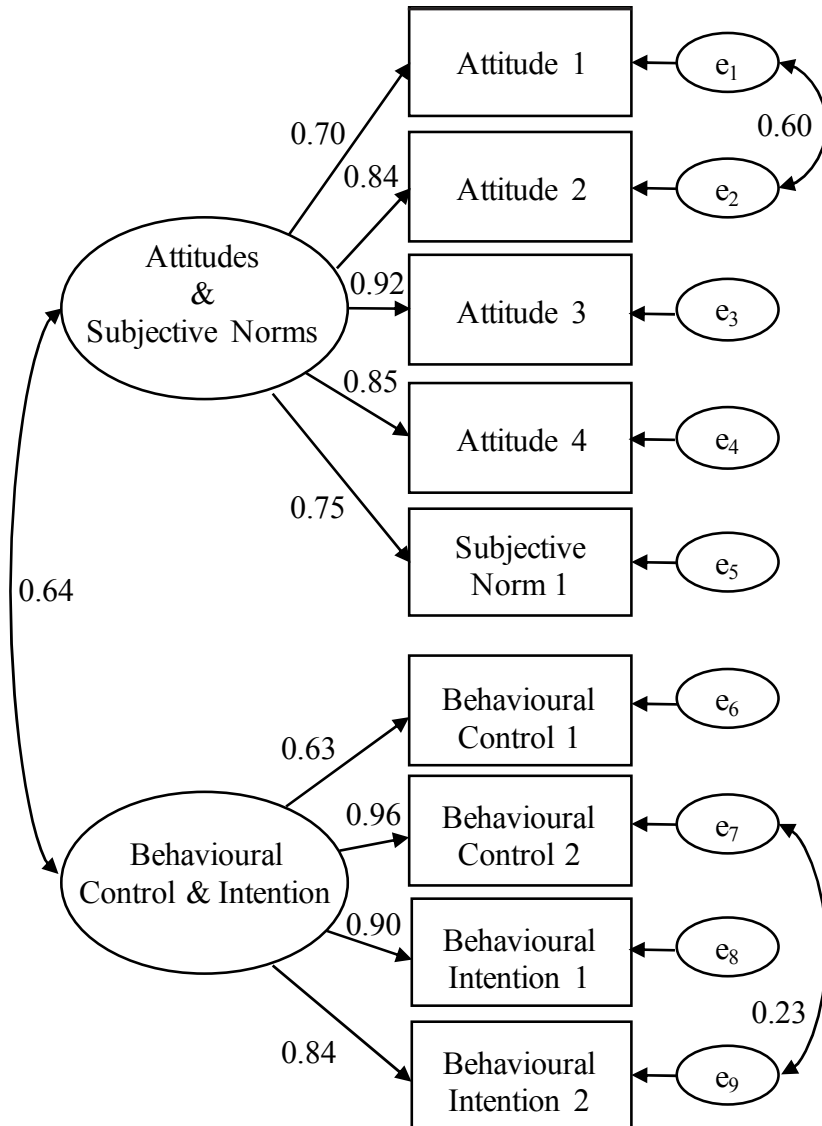 Attitude 1
e₁
0.70
0.60
0.84
Attitude 2
e₂
Attitudes
&
Subjective Norms
0.92
Attitude 3
e₃
0.85
Attitude 4
e₄
0.75
Subjective
Norm 1
e₅
0.64
Behavioural
Control 1
e₆
0.63
0.96
Behavioural
Control 2
e₇
Behavioural
Control & Intention
0.90
Behavioural
Intention 1
e₈
0.23
0.84
Behavioural
Intention 2
e₉